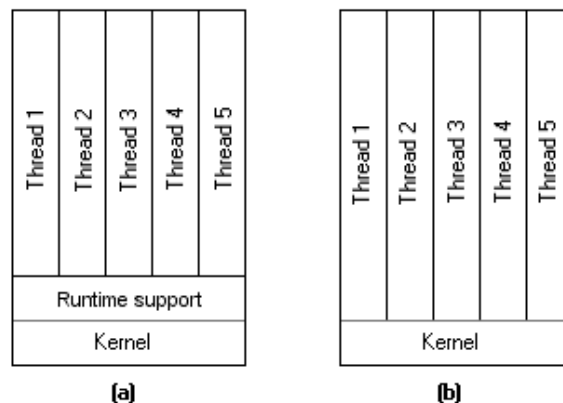 Thread 1
Thread 2
Thread 3
Thread 4
Thread 5
Runtime support
Kernel
(a)
Thread 1
Thread 2
Thread 3
Thread 4
Thread 5
Kernel
(b)